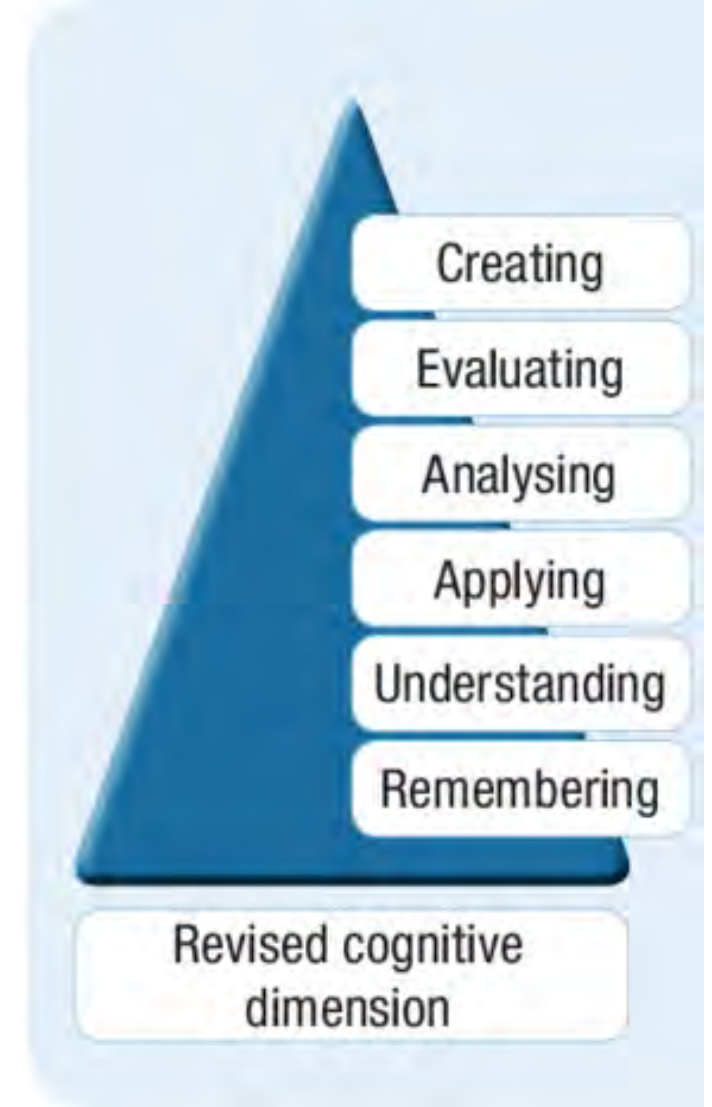 Creating
Evaluating
Analysing
Applying
Understanding
Remembering
Revised cognitive
dimension